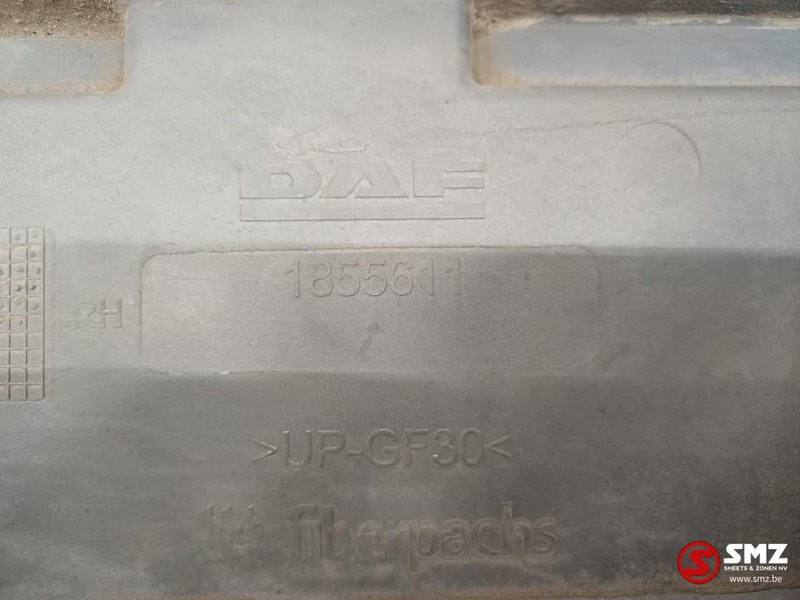 DAF
1855611
RH
>UP-GF30<
fiberpachs
SMZ
SMEETS & ZONEN NV
www.smz.be